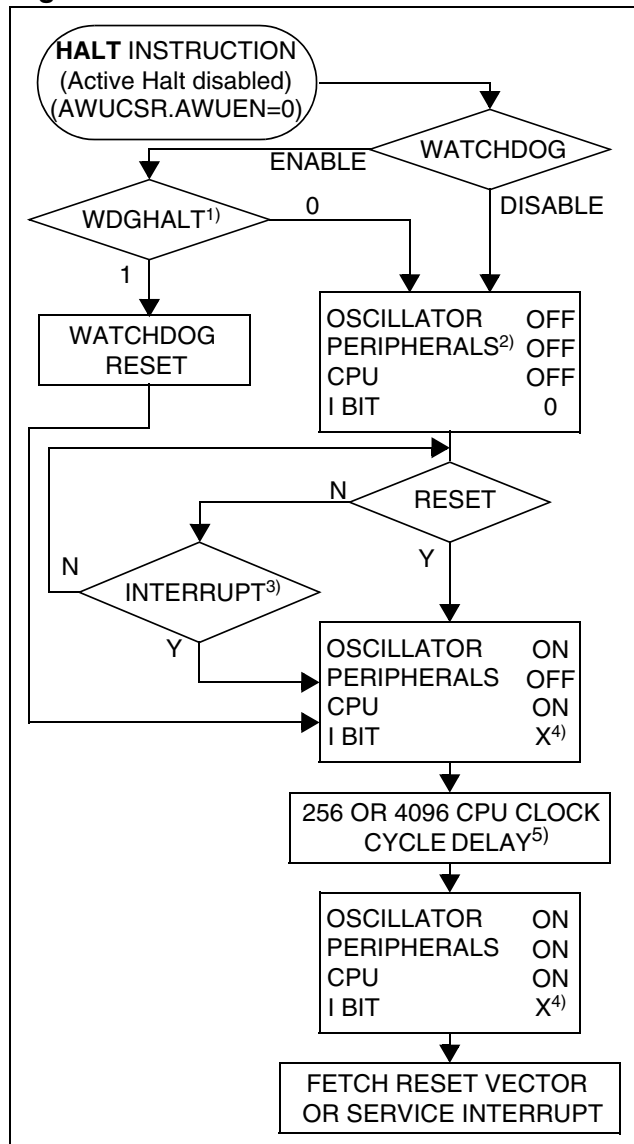 HALT INSTRUCTION
(Active Halt disabled)
(AWUCSR.AWUEN=0)
WATCHDOG
ENABLE
DISABLE
WDGHALT1)
0
1
WATCHDOG
RESET
OSCILLATOR OFF
PERIPHERALS2) OFF
CPU OFF
I BIT 0
RESET
N
Y
INTERRUPT3)
N
Y
OSCILLATOR ON
PERIPHERALS OFF
CPU ON
I BIT X4)
256 OR 4096 CPU CLOCK
CYCLE DELAY5)
OSCILLATOR ON
PERIPHERALS ON
CPU ON
I BIT X4)
FETCH RESET VECTOR
OR SERVICE INTERRUPT